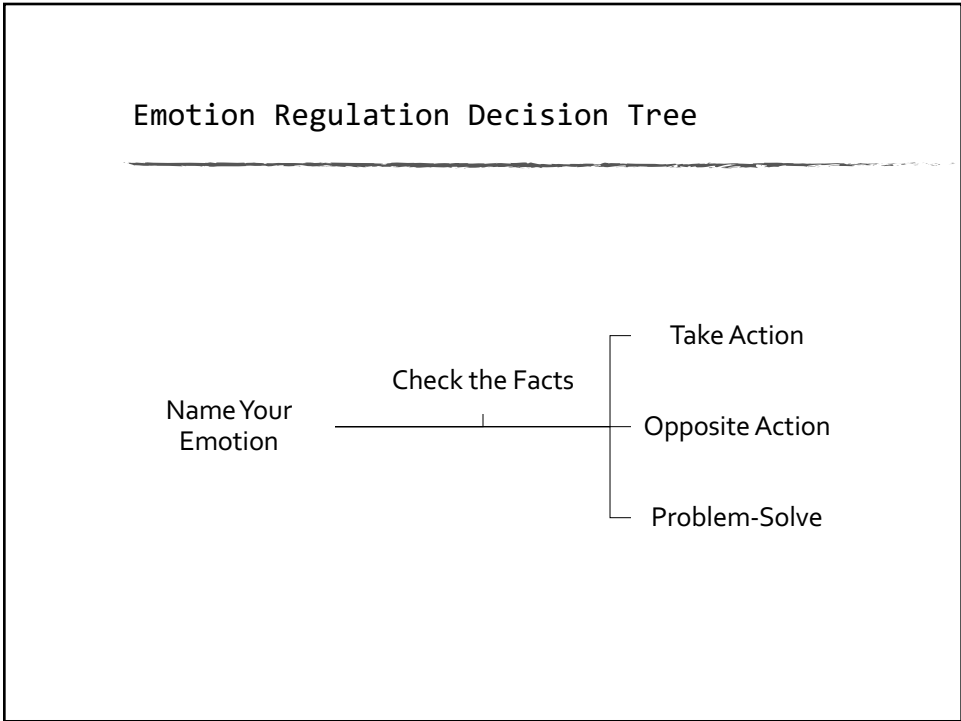 Emotion Regulation Decision Tree
Name Your
Emotion
Check the Facts
Take Action
Opposite Action
Problem-Solve